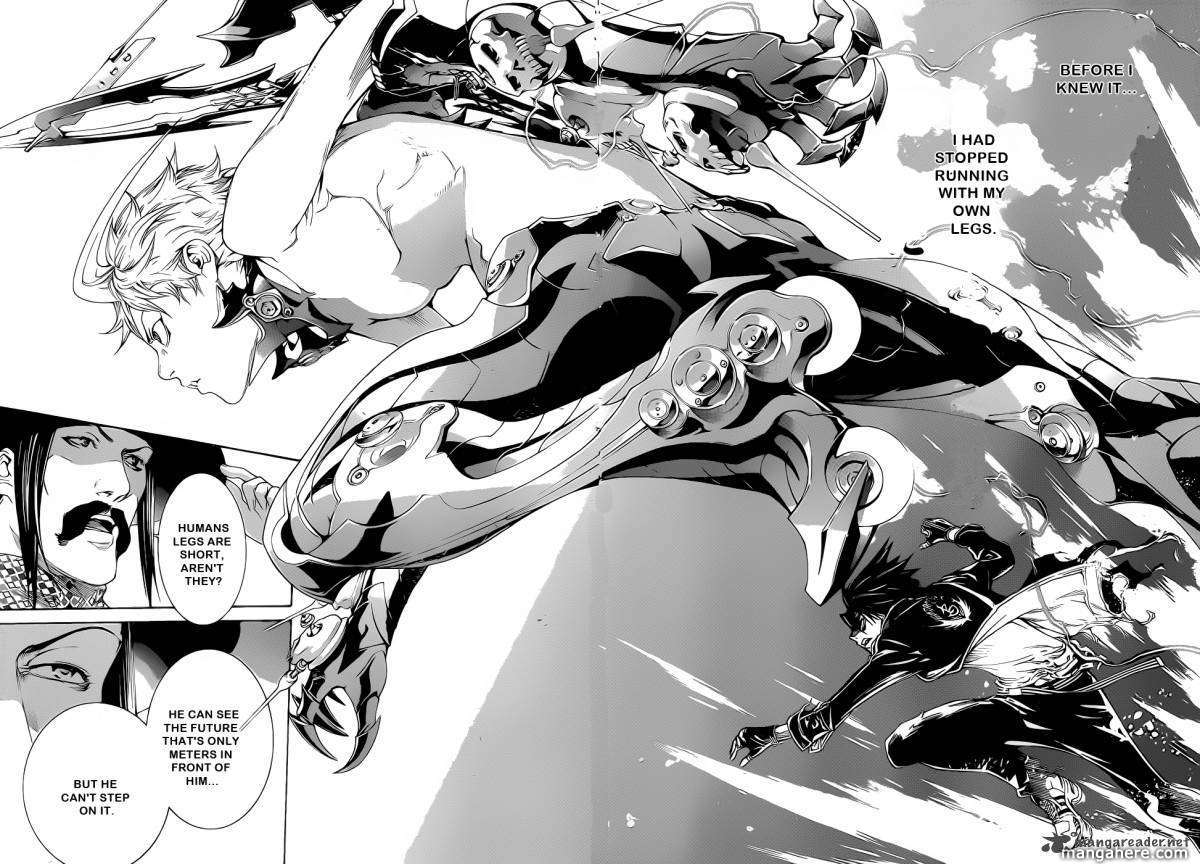 BEFORE I
KNEW IT...
I HAD
STOPPED
RUNNING
WITH MY
OWN
LEGS.
HUMANS
LEGS ARE
SHORT,
AREN'T
THEY?
HE CAN SEE
THE FUTURE
THAT'S ONLY
METERS IN
FRONT OF
HIM...
BUT HE
CAN'T STEP
ON IT.
Mangareader.net
manganere.com